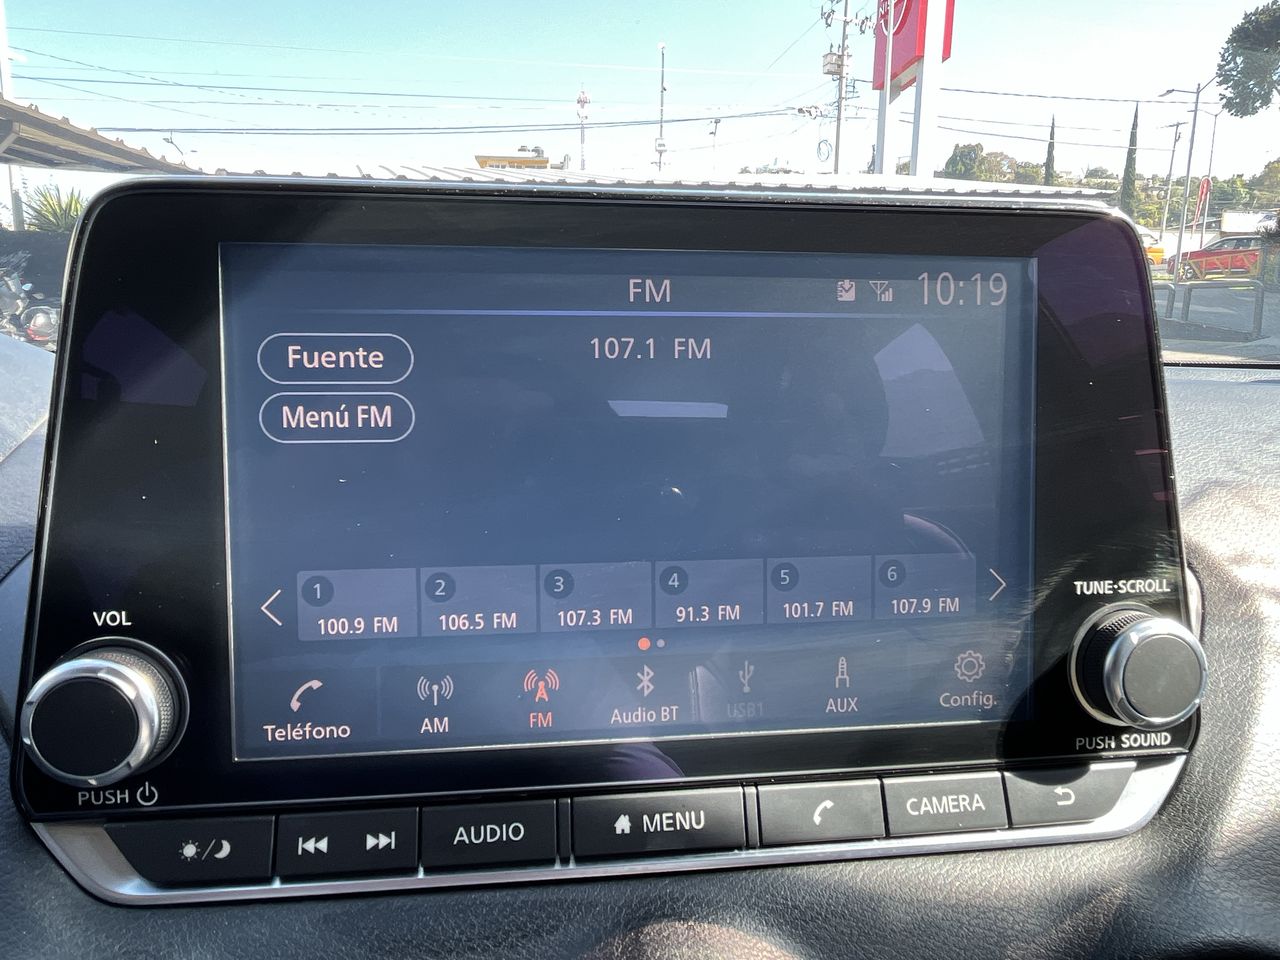 FM
10:19
Fuente
107.1 FM
Menú FM
1
2
3
4
5
6
100.9 FM
106.5 FM
107.3 FM
91.3 FM
101.7 FM
107.9 FM
Teléfono
AM
FM
Audio BT
USB1
AUX
Config.
VOL
PUSH
TUNE·SCROLL
PUSH SOUND
AUDIO
MENU
CAMERA